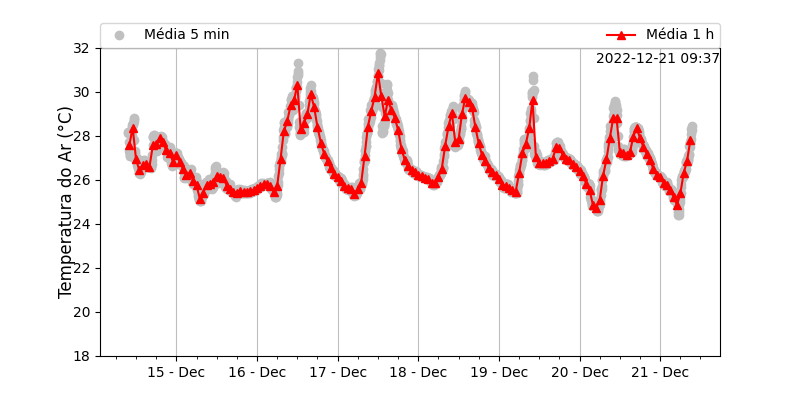 Média 5 min
Média 1 h
2022-12-21 09:37
Temperatura do Ar (°C)
32
30
28
26
24
22
20
18
15 - Dec
16 - Dec
17 - Dec
18 - Dec
19 - Dec
20 - Dec
21 - Dec